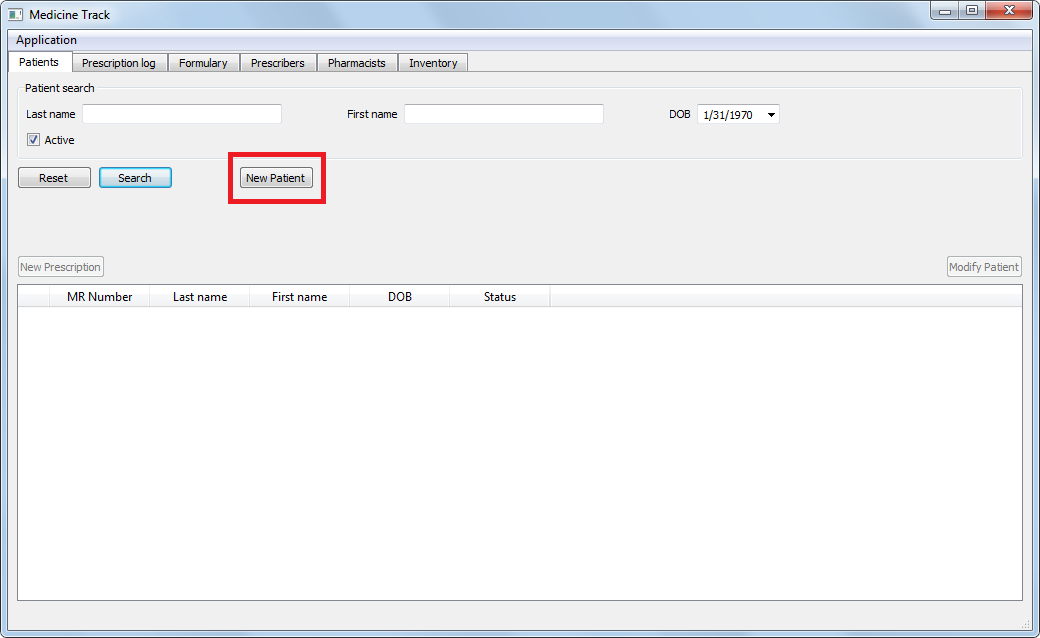 Medicine Track
Application
Patients Prescription log Formulary Prescribers Pharmacists Inventory
Patient search
Last name First name DOB 1/31/1970
Active
Reset Search New Patient
New Prescription Modify Patient
MR Number Last name First name DOB Status